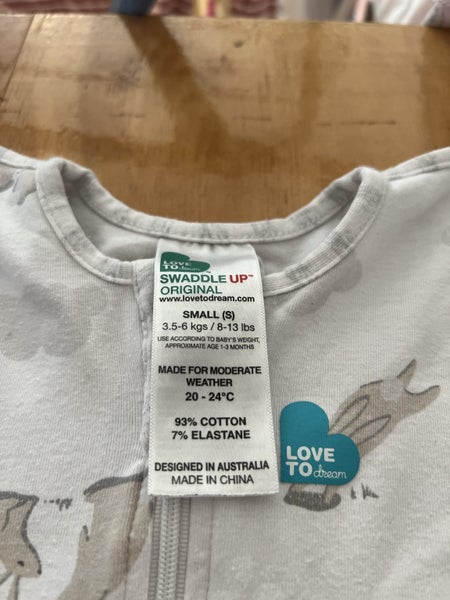 LOVE
TO dream
SWADDLE UP™
ORIGINAL
www.lovetodream.com
SMALL (S)
3.5-6 kgs / 8-13 lbs
USE ACCORDING TO BABY'S WEIGHT,
APPROXIMATE AGE 1-3 MONTHS
MADE FOR MODERATE
WEATHER
20 - 24°C
93% COTTON
7% ELASTANE
DESIGNED IN AUSTRALIA
MADE IN CHINA
LOVE
TO dream